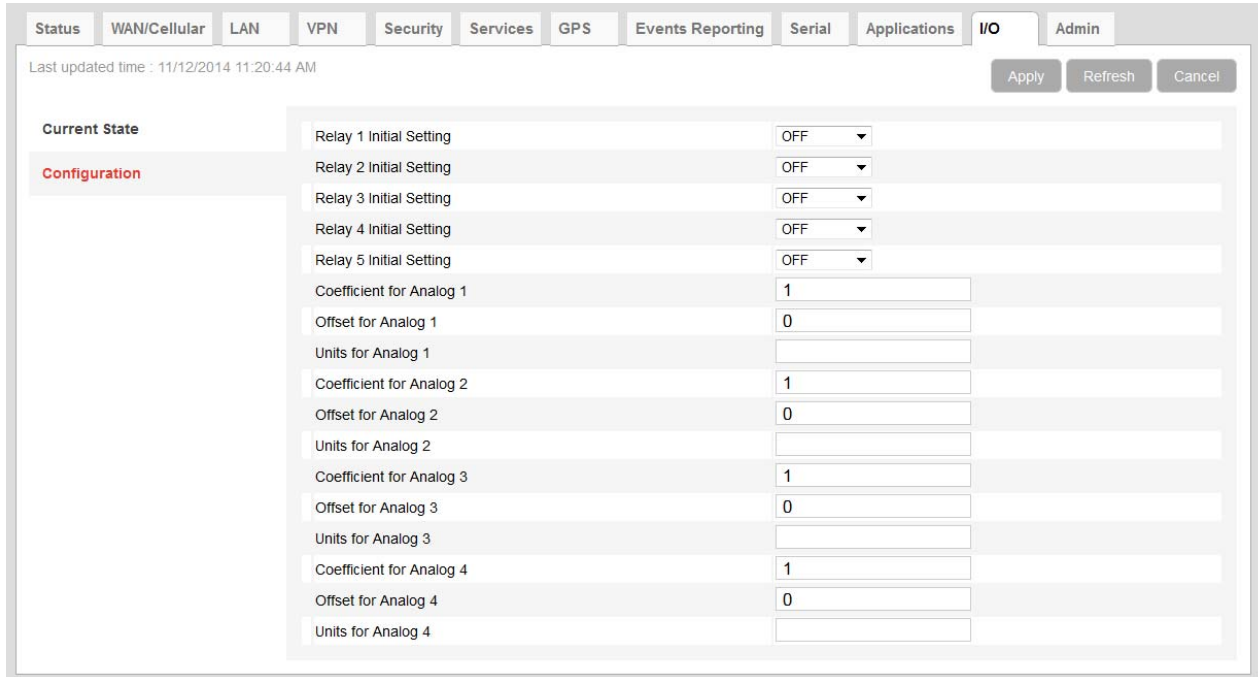 Status WAN/Cellular LAN VPN Security Services GPS Events Reporting Serial Applications I/O Admin
Last updated time : 11/12/2014 11:20:44 AM
Apply Refresh Cancel
Current State
Configuration
Relay 1 Initial Setting OFF
Relay 2 Initial Setting OFF
Relay 3 Initial Setting OFF
Relay 4 Initial Setting OFF
Relay 5 Initial Setting OFF
Coefficient for Analog 1 1
Offset for Analog 1 0
Units for Analog 1
Coefficient for Analog 2 1
Offset for Analog 2 0
Units for Analog 2
Coefficient for Analog 3 1
Offset for Analog 3 0
Units for Analog 3
Coefficient for Analog 4 1
Offset for Analog 4 0
Units for Analog 4